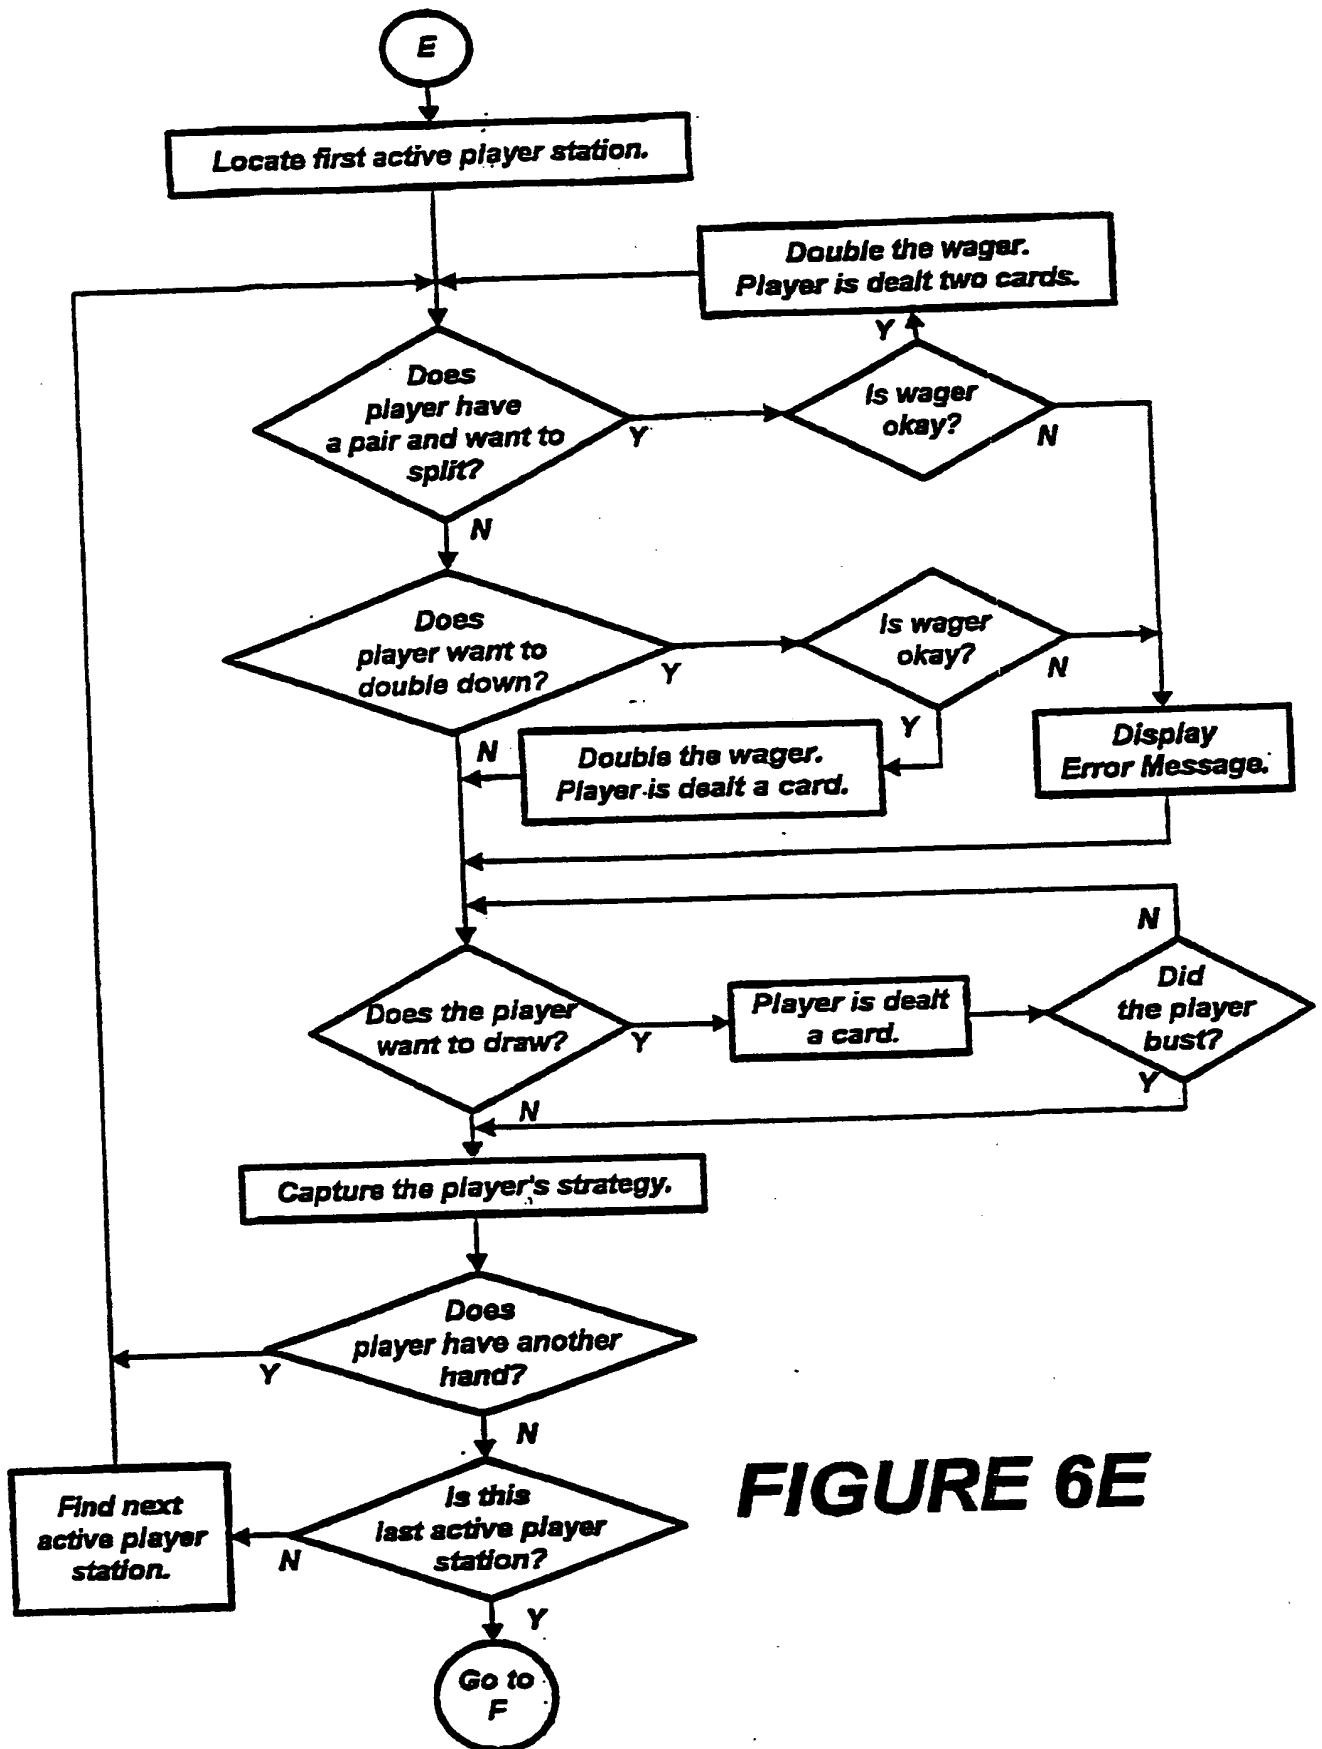 E
Locate first active player station.
Double the wager.
Player is dealt two cards.
Y
Does
player have
a pair and want to
split?
Y
Is wager
okay?
N
N
Does
player want to
double down?
Y
Is wager
okay?
N
Y
N
Double the wager.
Player is dealt a card.
Display
Error Message.
N
Does the player
want to draw?
Y
Player is dealt
a card.
Did
the player
bust?
Y
N
Capture the player's strategy.
Does
player have another
hand?
Y
N
Find next
active player
station.
N
Is this
last active player
station?
Y
Go to
F
FIGURE 6E